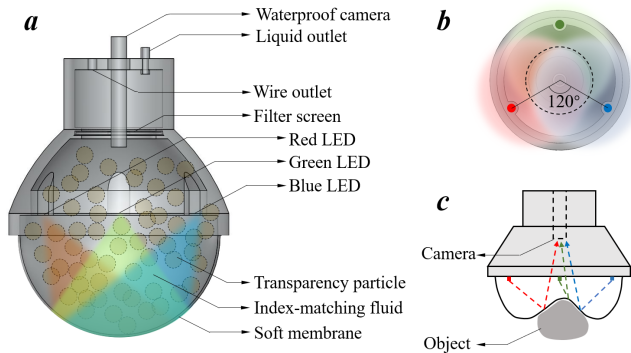 a
Waterproof camera
Liquid outlet
Wire outlet
Filter screen
Red LED
Green LED
Blue LED
Transparency particle
Index-matching fluid
Soft membrane
b
120°
c
Camera
Object